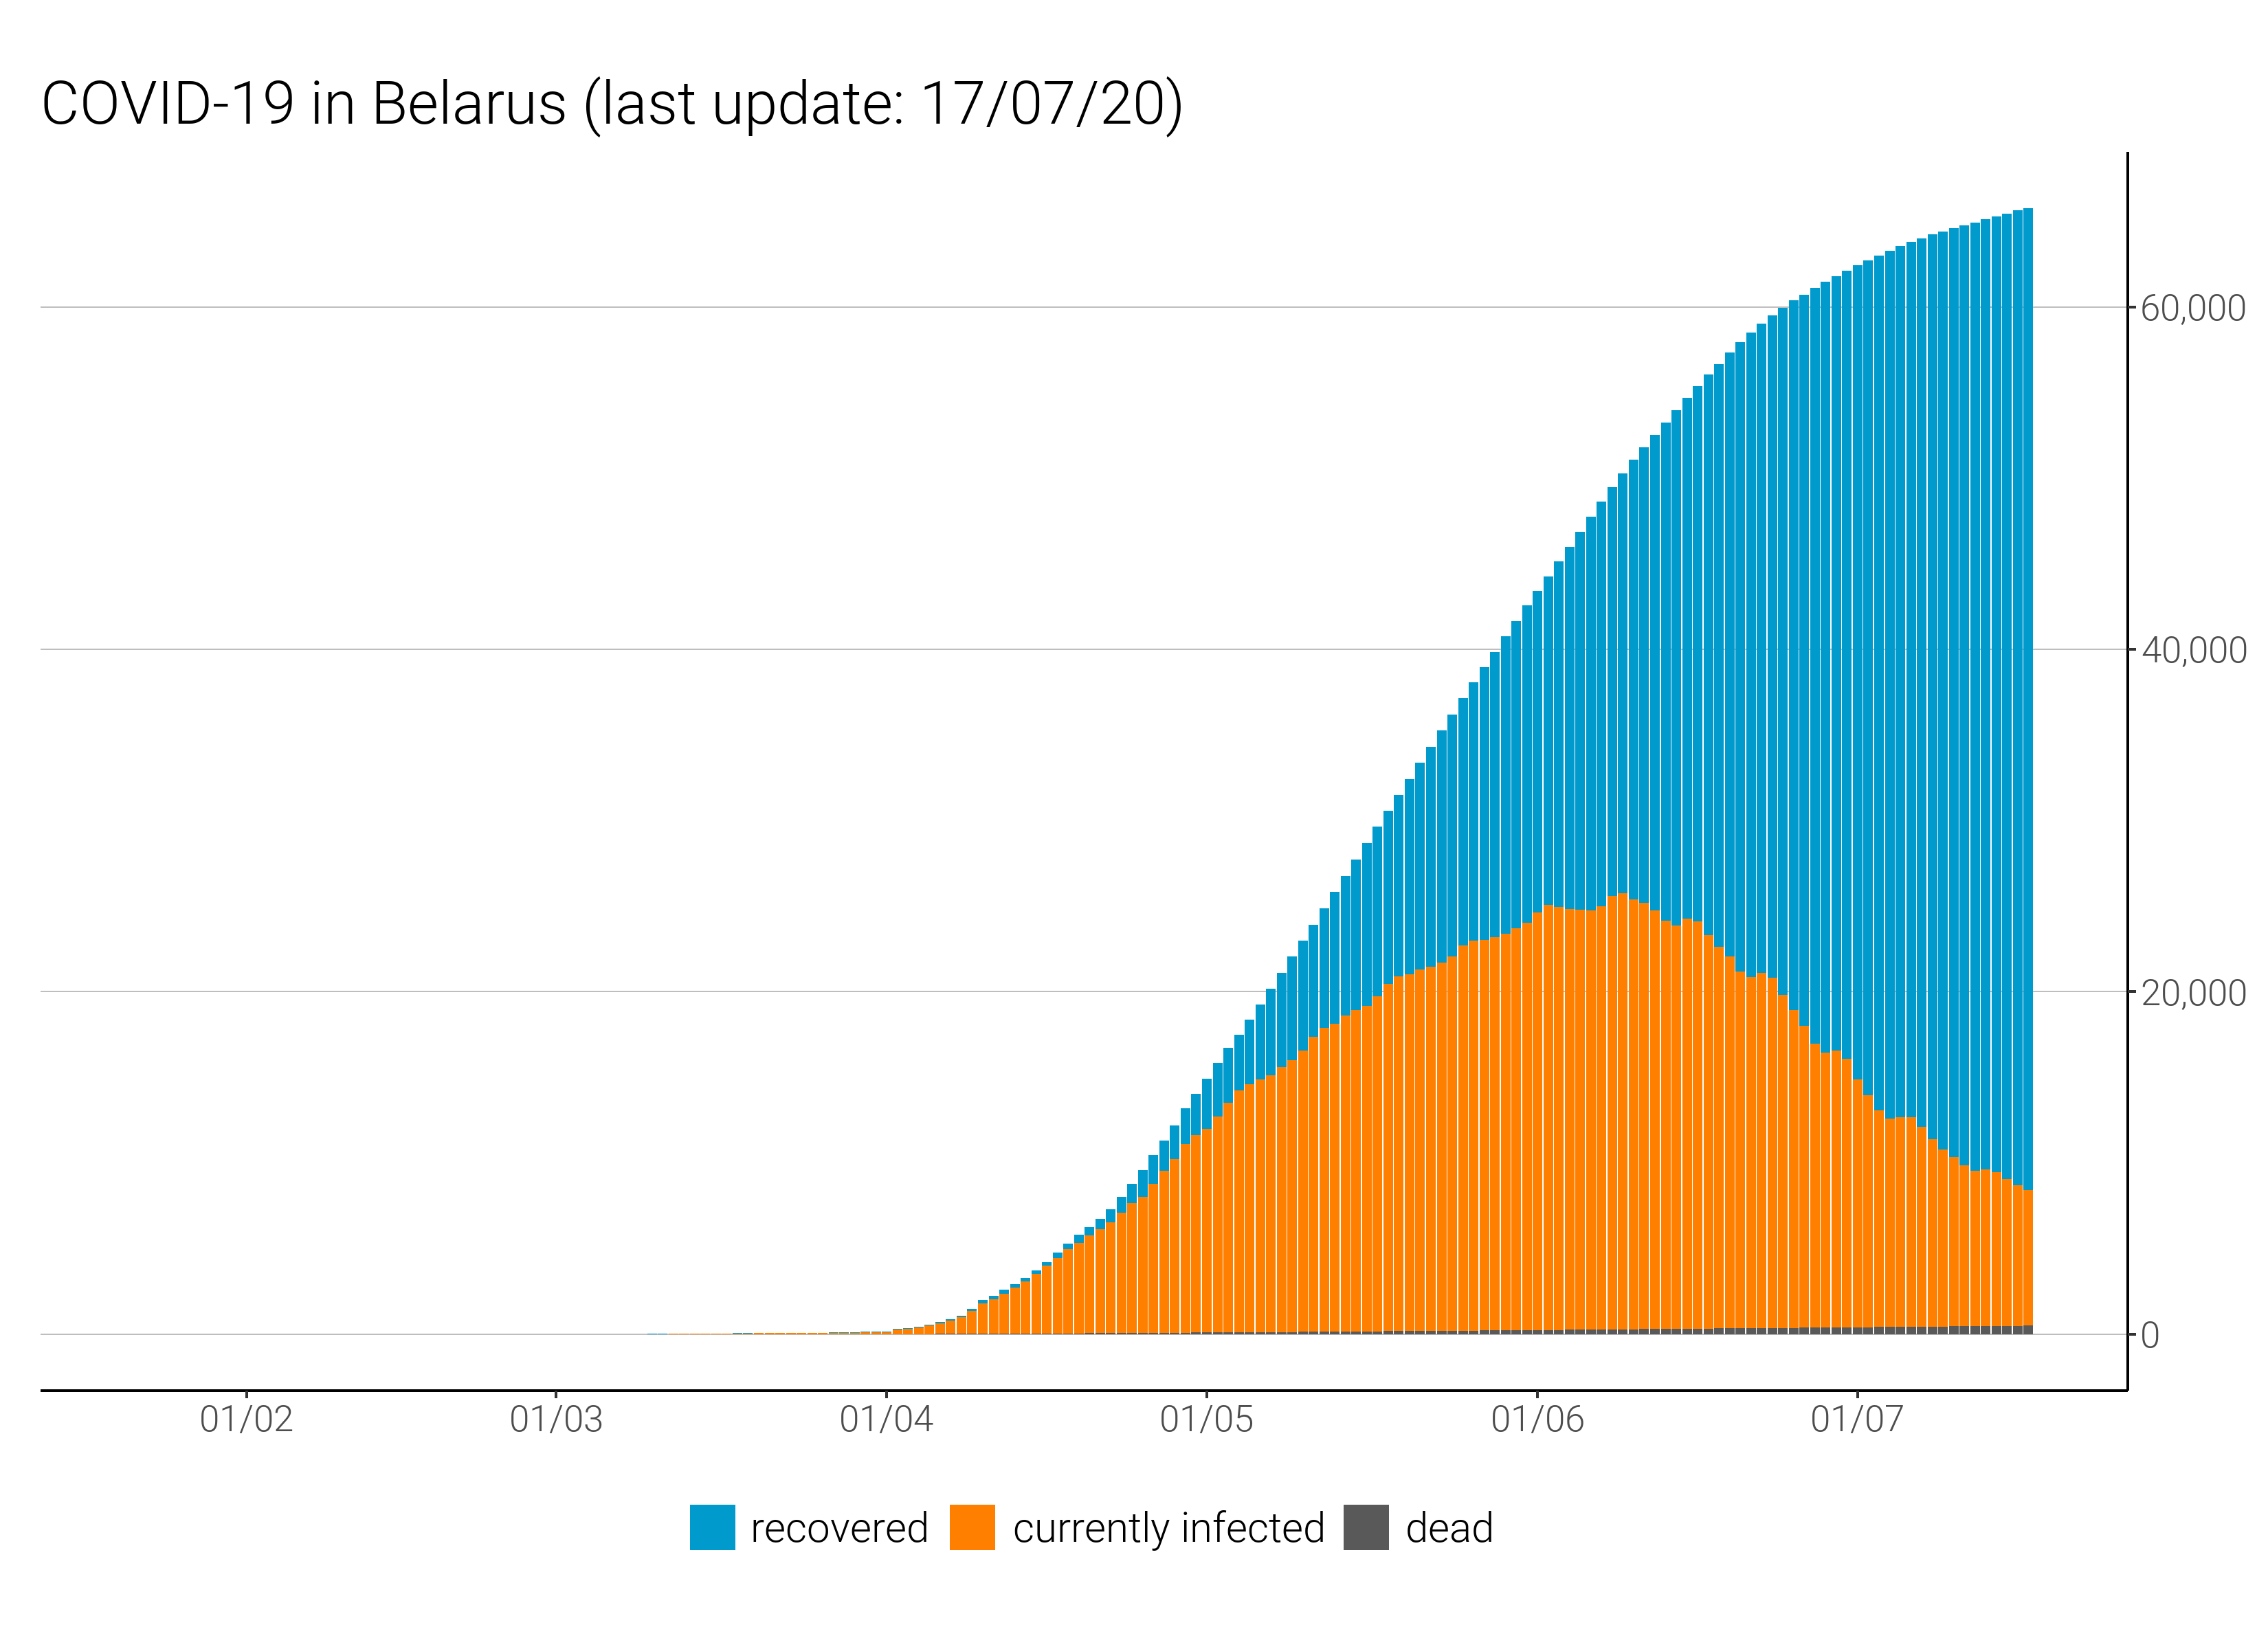 COVID-19 in Belarus (last update: 17/07/20)
60,000
40,000
20,000
0
01/02 01/03 01/04 01/05 01/06 01/07
recovered currently infected dead